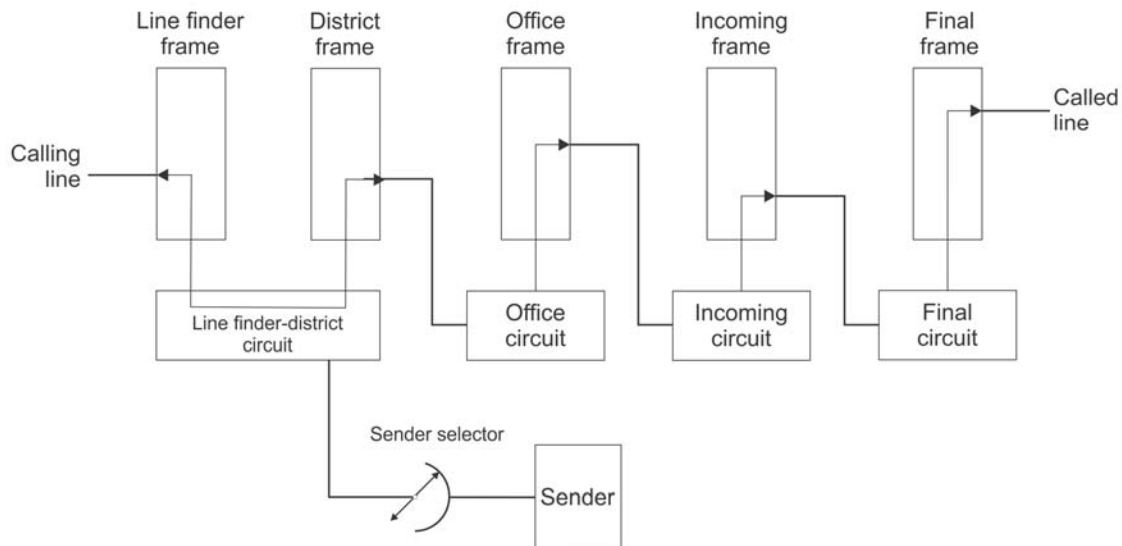 Line finder
frame
District
frame
Office
frame
Incoming
frame
Final
frame
Calling
line
Called
line
Line finder-district
circuit
Office
circuit
Incoming
circuit
Final
circuit
Sender selector
Sender